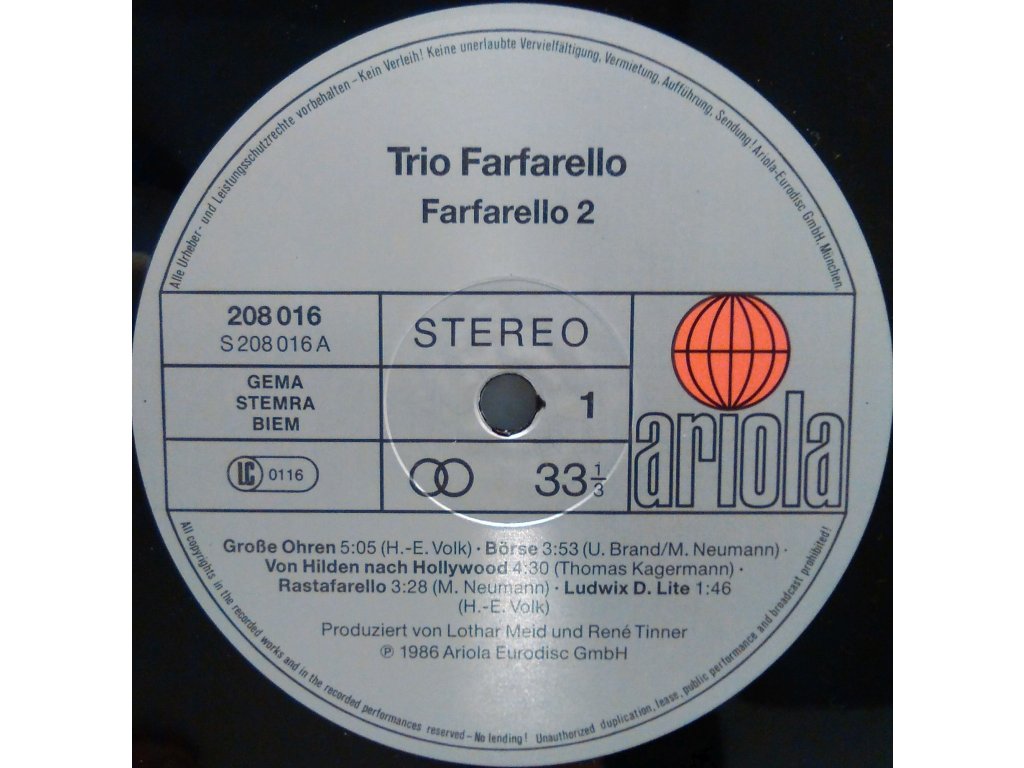 Alle Urheber- und Leistungsschutzrechte vorbehalten – Kein Verleih! Keine unerlaubte Vervielfältigung, Vermietung, Aufführung, Sendung! Ariola-Eurodisc GmbH, München.
Trio Farfarello
Farfarello 2
208 016
S 208 016 A
STEREO
GEMA
STEMRA
BIEM
1
LC 0116
33 1/3
ariola
Große Ohren 5:05 (H.-E. Volk) · Börse 3:53 (U. Brand/M. Neumann) ·
Von Hilden nach Hollywood 4:30 (Thomas Kagermann) ·
Rastafarello 3:28 (M. Neumann) · Ludwix D. Lite 1:46
(H.-E. Volk)
Produziert von Lothar Meid und René Tinner
℗ 1986 Ariola Eurodisc GmbH
All copyrights in the recorded works and in the recorded performances reserved – No lending! Unauthorized duplication, lease, public performance and broadcast prohibited!